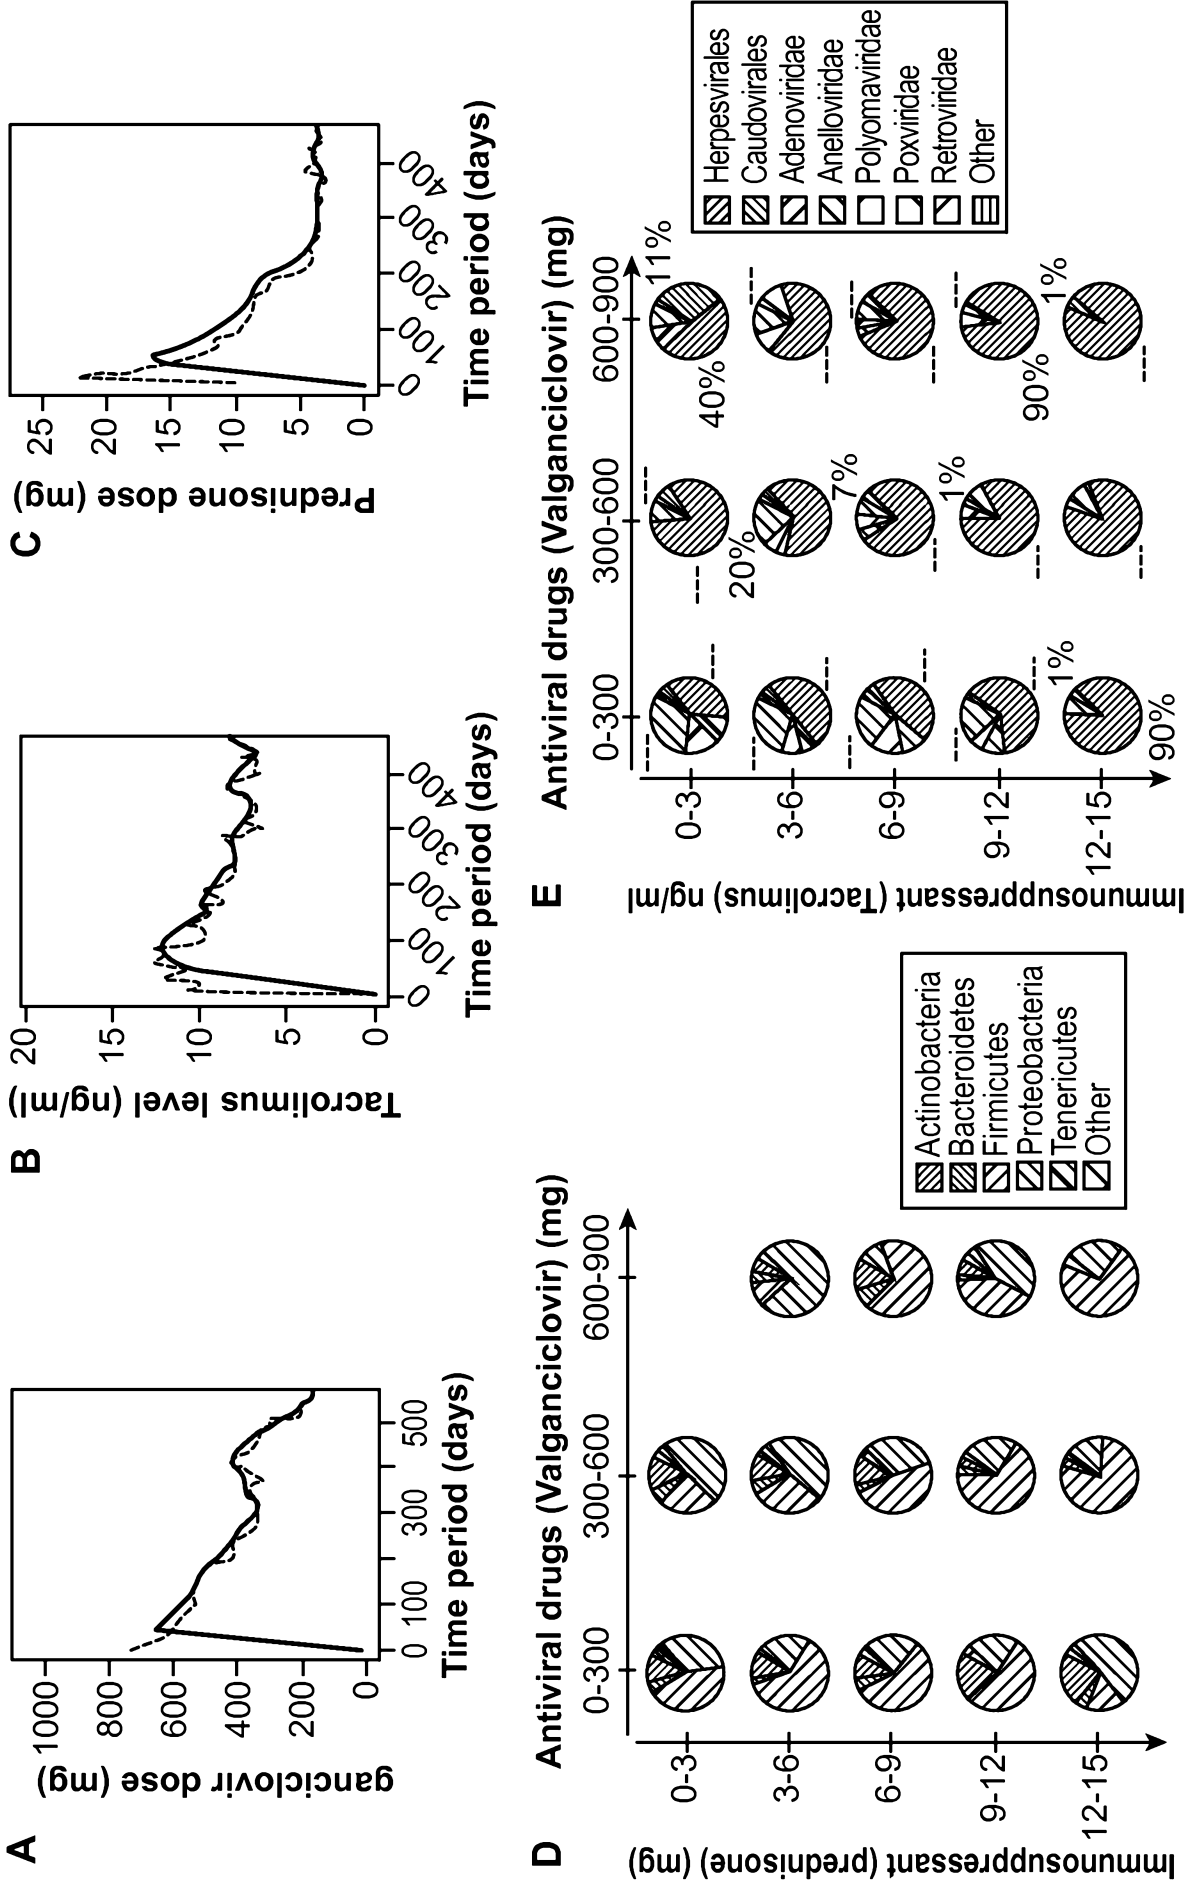 A
ganciclovir dose (mg)
1000
800
600
400
200
0
0
100
300
500
Time period (days)
B
Tacrolimus level (ng/ml)
20
15
10
5
0
0
100
200
300
400
Time period (days)
C
Prednisone dose (mg)
25
20
15
10
5
0
0
100
200
300
400
Time period (days)
D
Antiviral drugs (Valganciclovir) (mg)
0-300
300-600
600-900
Immunosuppressant (prednisone) (mg)
0-3
3-6
6-9
9-12
12-15
Actinobacteria
Bacteroidetes
Firmicutes
Proteobacteria
Tenericutes
Other
E
Antiviral drugs (Valganciclovir) (mg)
0-300
300-600
600-900
Immunosuppressant (Tacrolimus) ng/ml
0-3
3-6
6-9
9-12
12-15
11%
40%
20%
7%
1%
90%
1%
1%
90%
Herpesvirales
Caudovirales
Adenoviridae
Anelloviridae
Polyomaviridae
Poxviridae
Retroviridae
Other